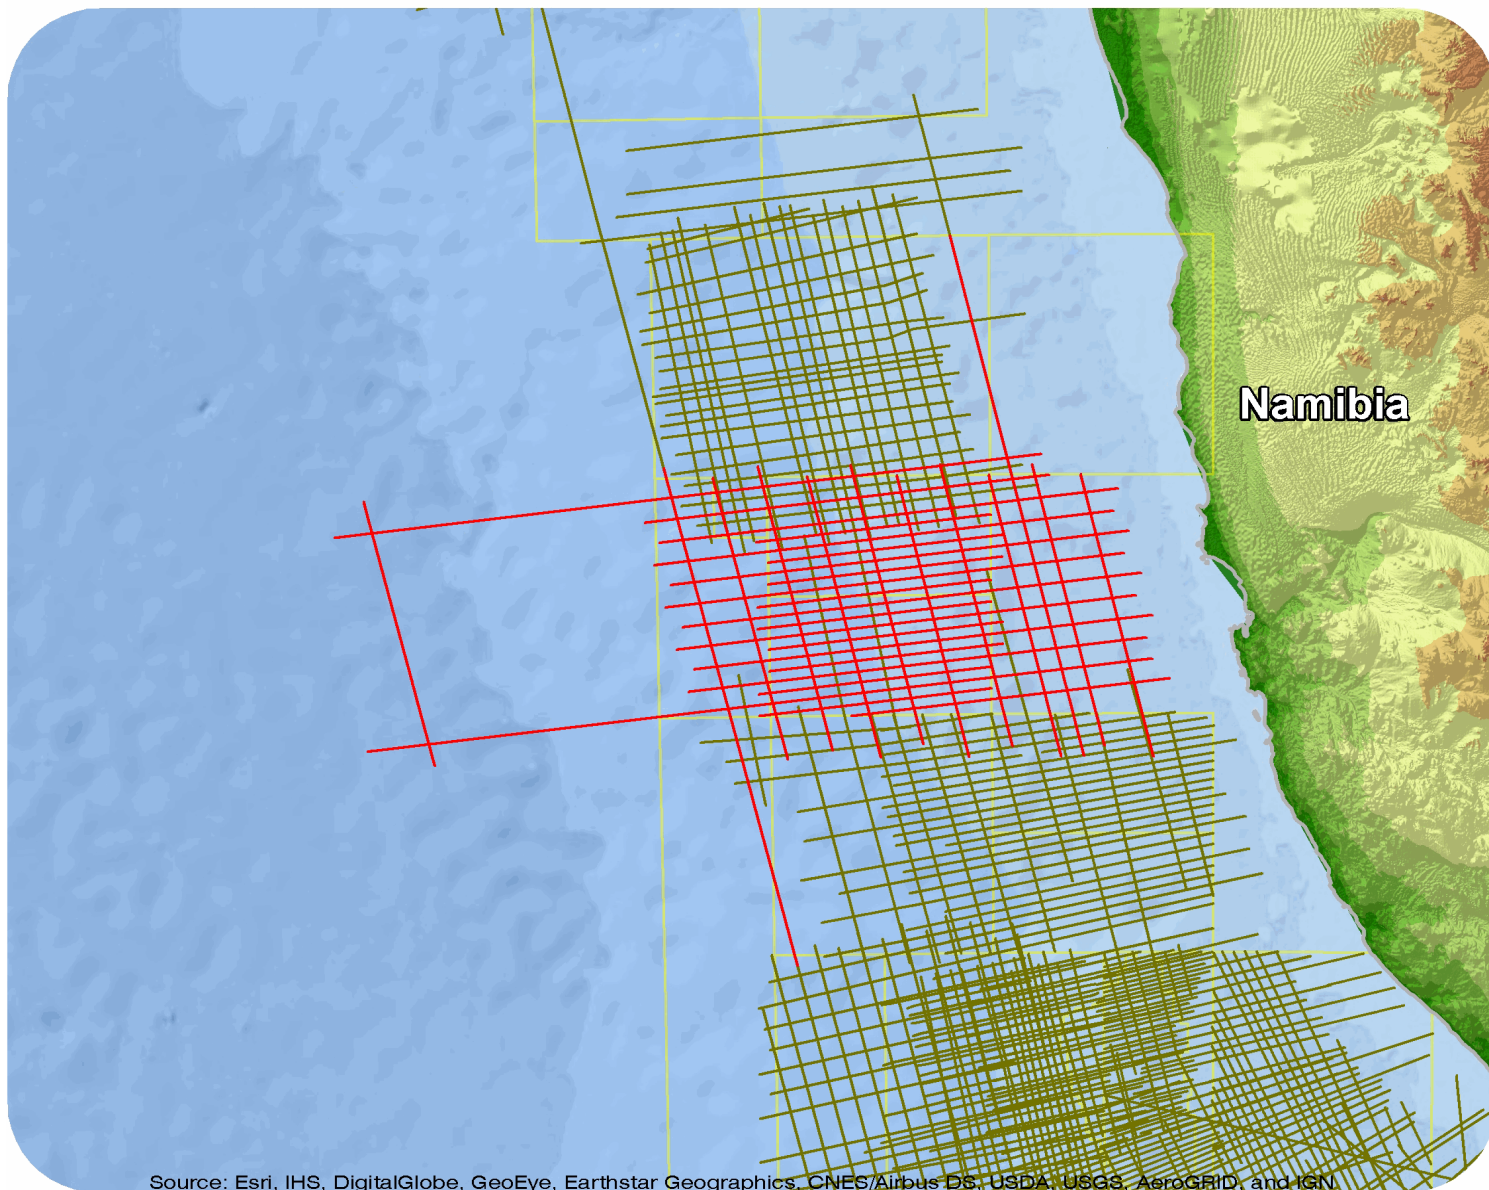 Namibia
Source: Esri, IHS, DigitalGlobe, GeoEye, Earthstar Geographics, CNES/Airbus DS, USDA, USGS, AeroGRID, and IGN